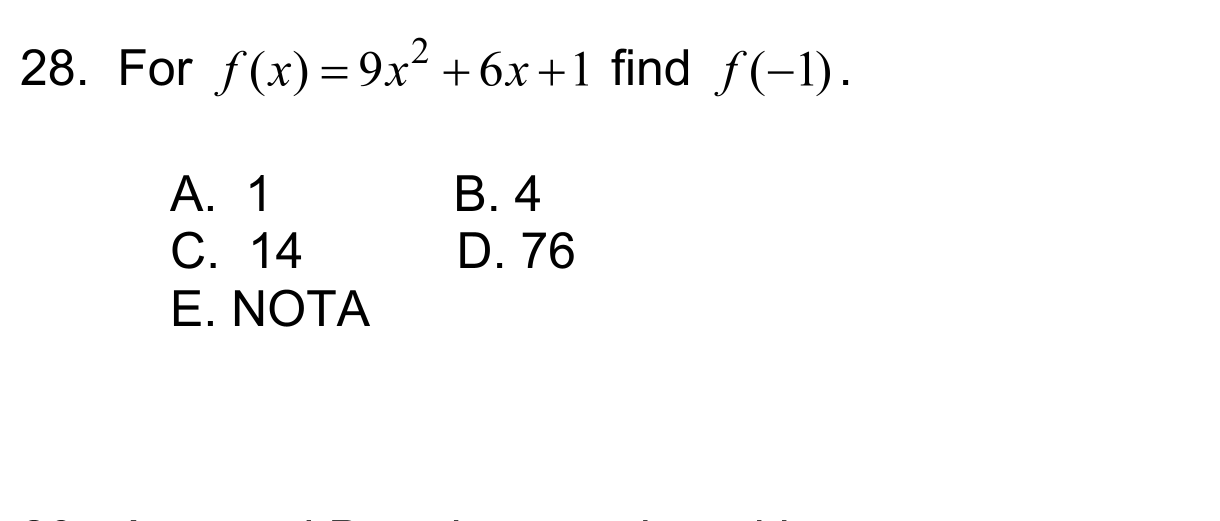 28. For f(x) = 9x² + 6x + 1 find f(−1).
A. 1 B. 4
C. 14 D. 76
E. NOTA